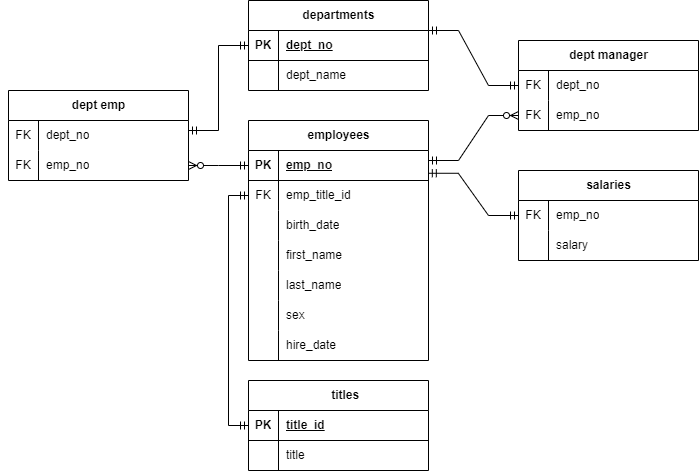 departments
PK dept_no
dept_name
dept manager
FK dept_no
FK emp_no
dept emp
FK dept_no
FK emp_no
employees
PK emp_no
FK emp_title_id
birth_date
first_name
last_name
sex
hire_date
salaries
FK emp_no
salary
titles
PK title_id
title